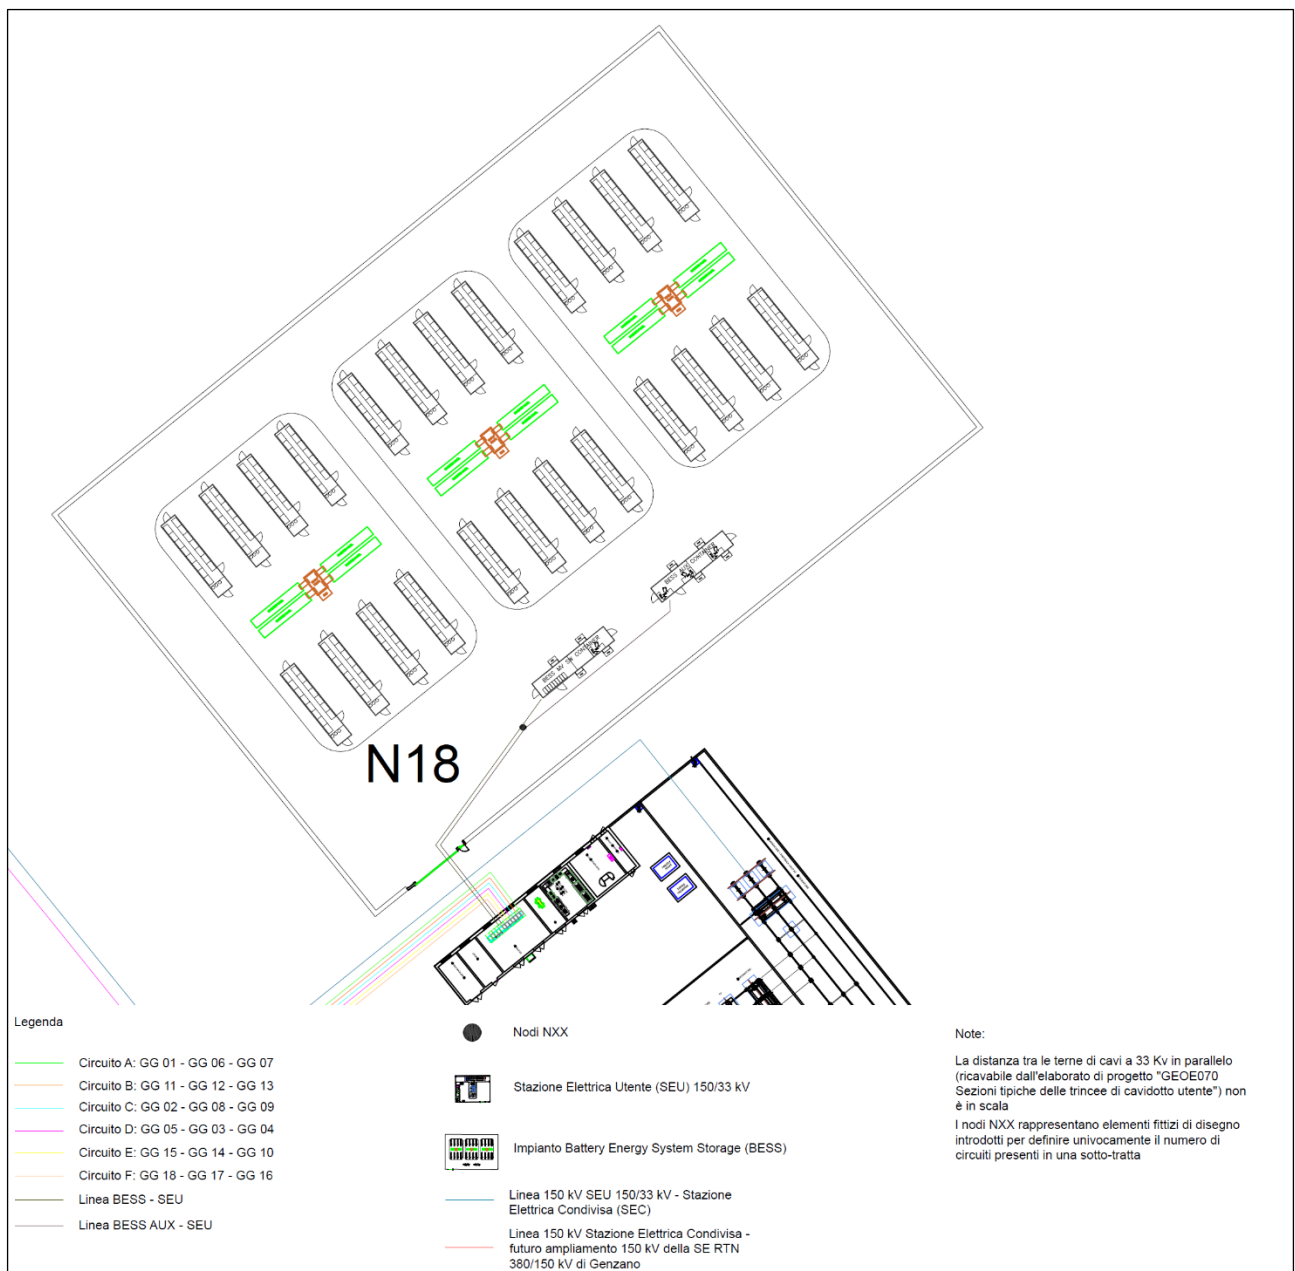 BESS AUX CONTAINER
BESS MV SW CONTAINER
N18
Legenda
Circuito A: GG 01 - GG 06 - GG 07
Circuito B: GG 11 - GG 12 - GG 13
Circuito C: GG 02 - GG 08 - GG 09
Circuito D: GG 05 - GG 03 - GG 04
Circuito E: GG 15 - GG 14 - GG 10
Circuito F: GG 18 - GG 17 - GG 16
Linea BESS - SEU
Linea BESS AUX - SEU
Nodi NXX
Stazione Elettrica Utente (SEU) 150/33 kV
Impianto Battery Energy System Storage (BESS)
Linea 150 kV SEU 150/33 kV - Stazione
Elettrica Condivisa (SEC)
Linea 150 kV Stazione Elettrica Condivisa -
futuro ampliamento 150 kV della SE RTN
380/150 kV di Genzano
Note:
La distanza tra le terne di cavi a 33 Kv in parallelo
(ricavabile dall'elaborato di progetto "GEOE070
Sezioni tipiche delle trincee di cavidotto utente") non
è in scala
I nodi NXX rappresentano elementi fittizi di disegno
introdotti per definire univocamente il numero di
circuiti presenti in una sotto-tratta